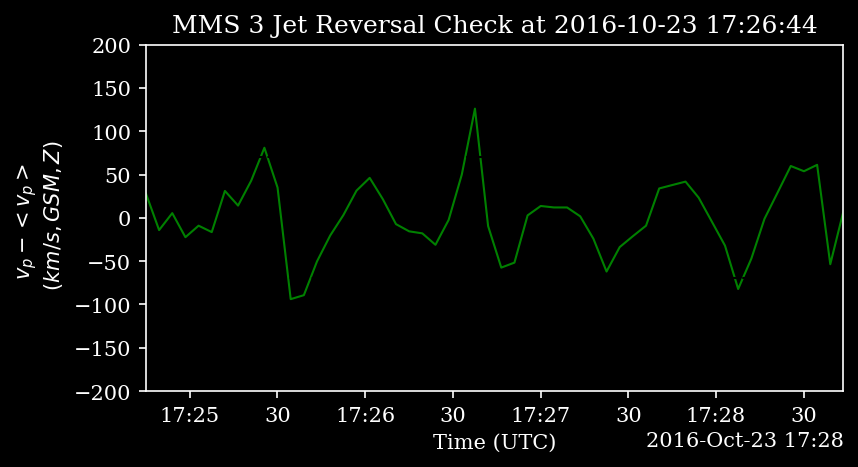 MMS 3 Jet Reversal Check at 2016-10-23 17:26:44
200
150
100
50
0
−50
−100
−150
−200
v_p − < v_p >
(km/s, GSM, Z)
17:25 30 17:26 30 17:27 30 17:28 30
Time (UTC)
2016-Oct-23 17:28